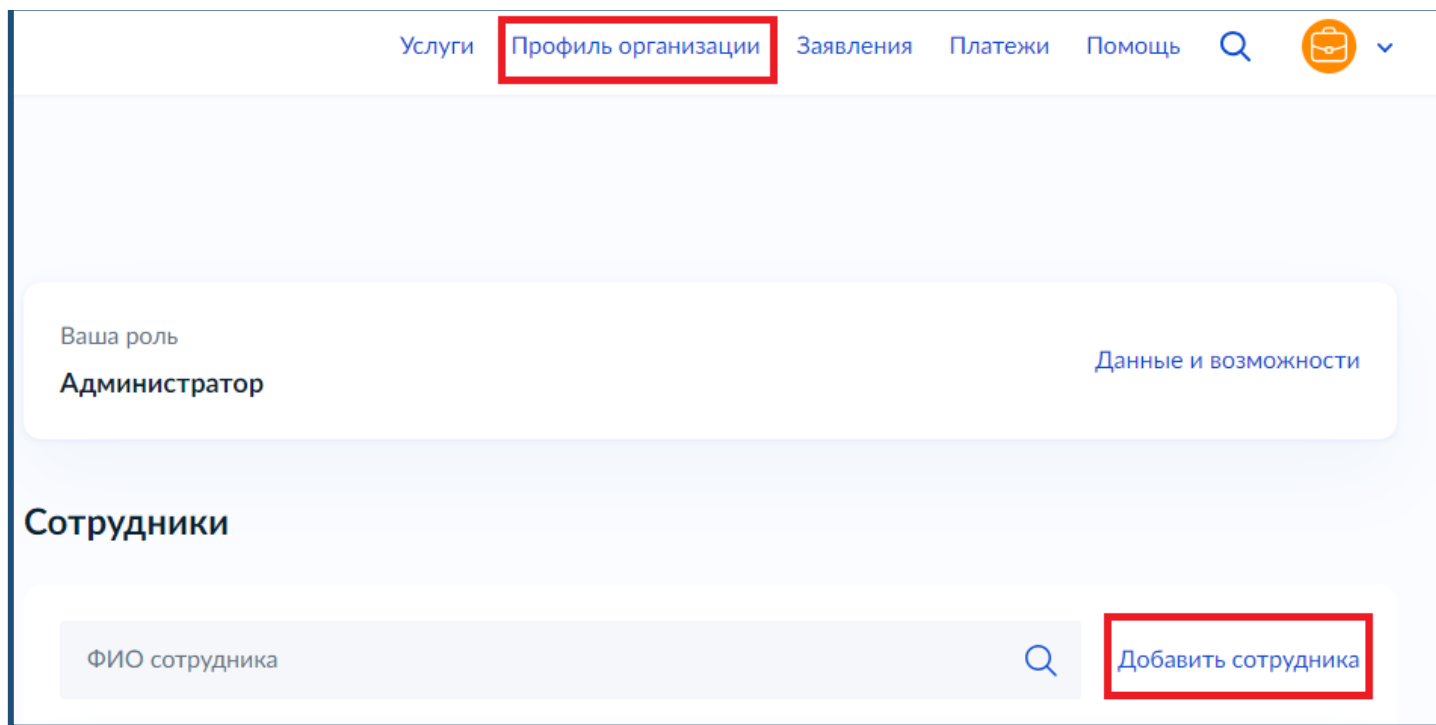 Услуги Профиль организации Заявления Платежи Помощь
Ваша роль
Администратор
Данные и возможности
Сотрудники
ФИО сотрудника
Добавить сотрудника